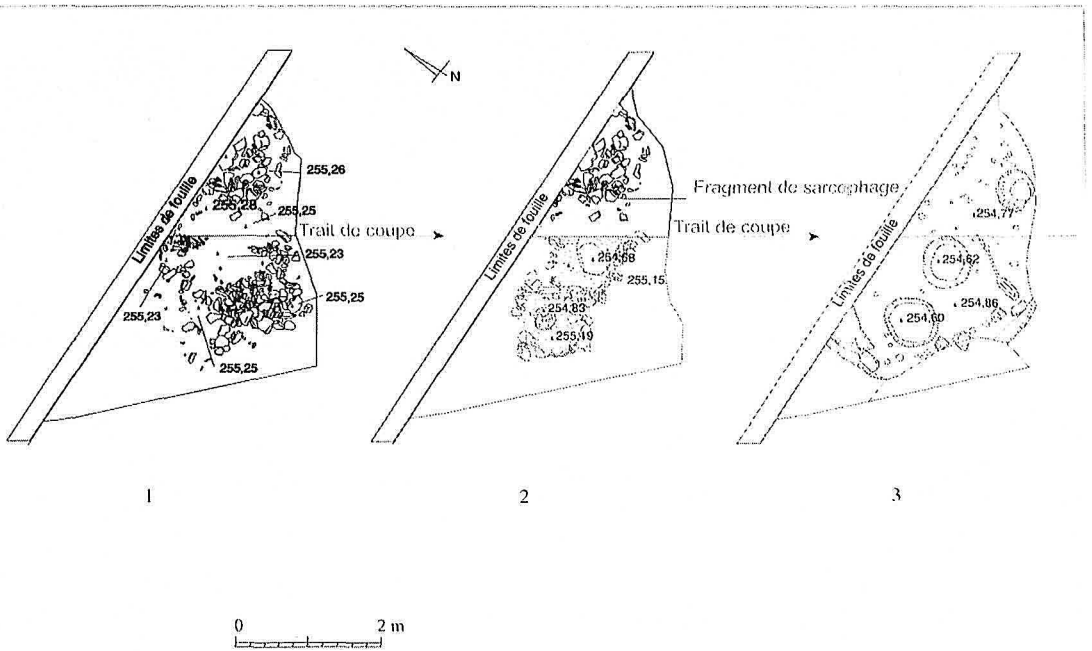 N
Limites de fouille
255,26
255,28
255,25
Trait de coupe
255,23
255,25
255,23
255,25
1
Limites de fouille
Fragment de sarcophage
Trait de coupe
254,68
255,15
254,83
255,19
2
Limites de fouille
254,77
254,62
254,86
254,60
3
0 2 m